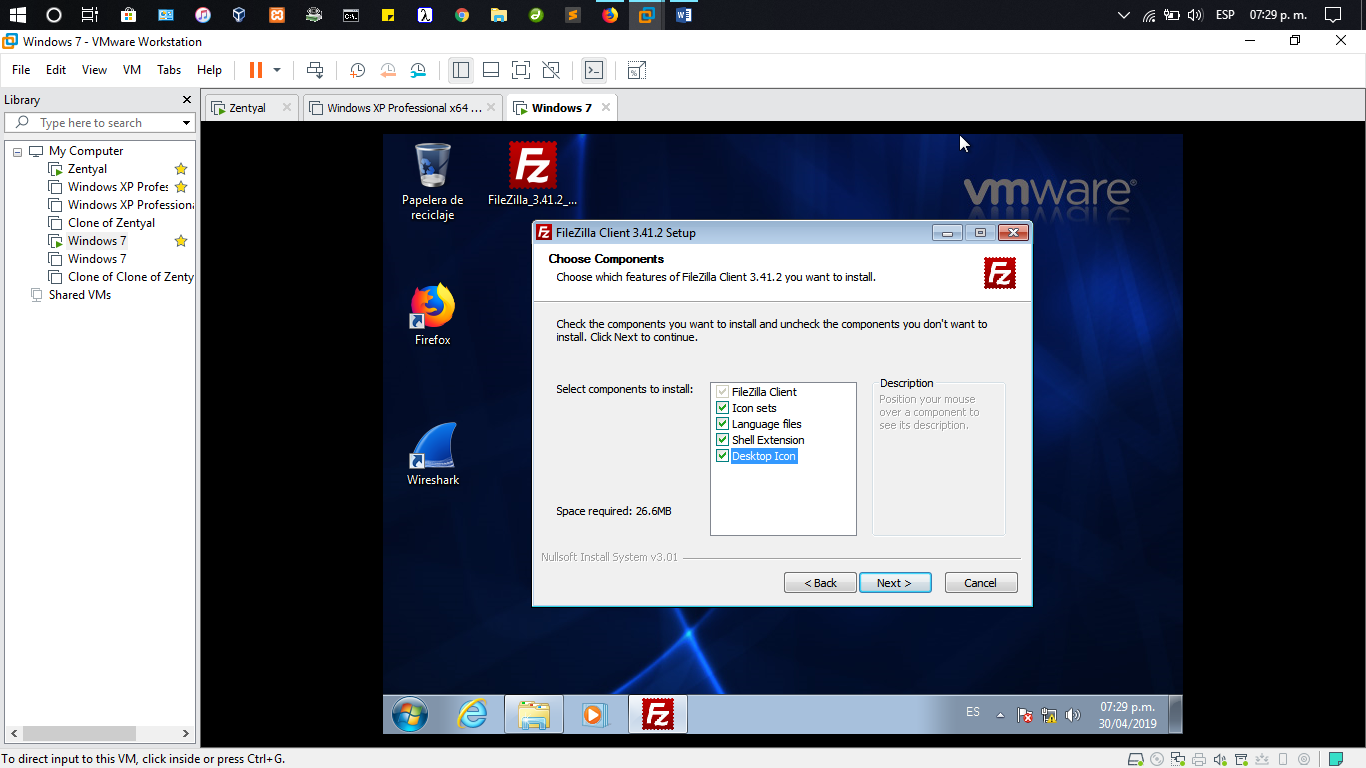 ESP 07:29 p. m.
Windows 7 - VMware Workstation
File Edit View VM Tabs Help
Library
Type here to search
My Computer
Zentyal
Windows XP Profes
Windows XP Professiona
Clone of Zentyal
Windows 7
Windows 7
Clone of Clone of Zenty
Shared VMs
Zentyal
Windows XP Professional x64 ...
Windows 7
Papelera de
reciclaje
FileZilla_3.41.2_...
Firefox
Wireshark
vmware®
FileZilla Client 3.41.2 Setup
Choose Components
Choose which features of FileZilla Client 3.41.2 you want to install.
Check the components you want to install and uncheck the components you don't want to
install. Click Next to continue.
Select components to install:
FileZilla Client
Icon sets
Language files
Shell Extension
Desktop Icon
Description
Position your mouse
over a component to
see its description.
Space required: 26.6MB
Nullsoft Install System v3.01
< Back Next > Cancel
ES
07:29 p.m.
30/04/2019
To direct input to this VM, click inside or press Ctrl+G.